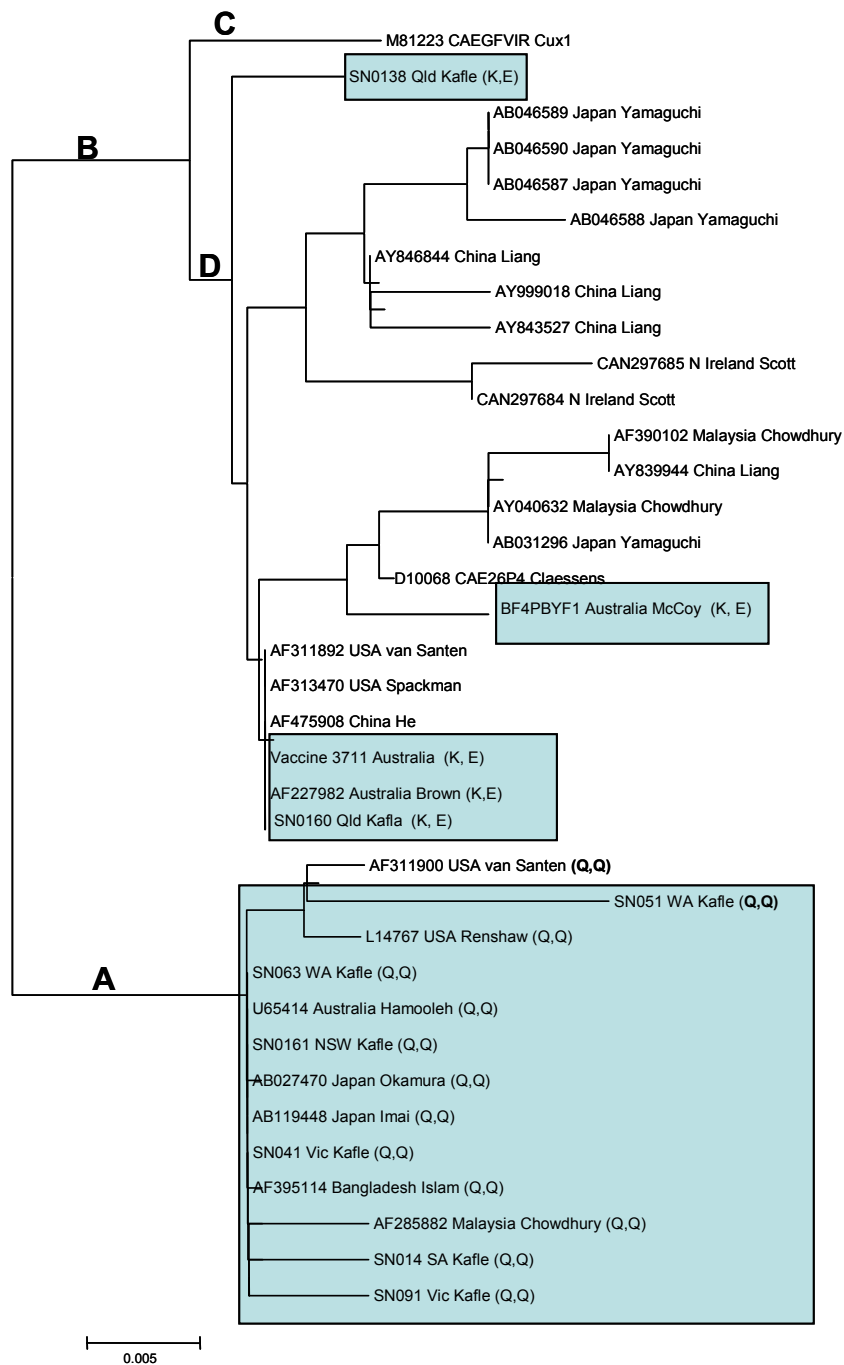 C
M81223 CAEGFVIR Cux1
SN0138 Qld Kafle (K,E)
AB046589 Japan Yamaguchi
B
AB046590 Japan Yamaguchi
AB046587 Japan Yamaguchi
AB046588 Japan Yamaguchi
D
AY846844 China Liang
AY999018 China Liang
AY843527 China Liang
CAN297685 N Ireland Scott
CAN297684 N Ireland Scott
AF390102 Malaysia Chowdhury
AY839944 China Liang
AY040632 Malaysia Chowdhury
AB031296 Japan Yamaguchi
D10068 CAE26P4 Claessens
BF4PBYF1 Australia McCoy (K, E)
AF311892 USA van Santen
AF313470 USA Spackman
AF475908 China He
Vaccine 3711 Australia (K, E)
AF227982 Australia Brown (K,E)
SN0160 Qld Kafla (K, E)
AF311900 USA van Santen (Q,Q)
SN051 WA Kafle (Q,Q)
L14767 USA Renshaw (Q,Q)
SN063 WA Kafle (Q,Q)
A
U65414 Australia Hamooleh (Q,Q)
SN0161 NSW Kafle (Q,Q)
AB027470 Japan Okamura (Q,Q)
AB119448 Japan Imai (Q,Q)
SN041 Vic Kafle (Q,Q)
AF395114 Bangladesh Islam (Q,Q)
AF285882 Malaysia Chowdhury (Q,Q)
SN014 SA Kafle (Q,Q)
SN091 Vic Kafle (Q,Q)
0.005